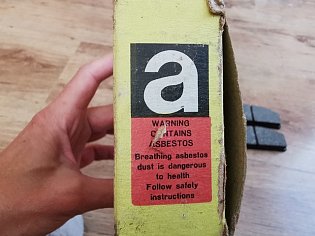 a
WARNING
CONTAINS
ASBESTOS
Breathing asbestos
dust is dangerous
to health
Follow safety
instructions